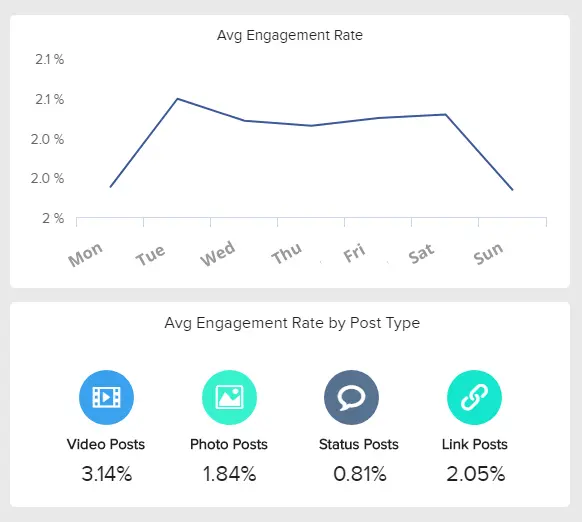 Avg Engagement Rate
2.1 %
2.1 %
2.0 %
2.0 %
2 %
Mon Tue Wed Thu Fri Sat Sun
Avg Engagement Rate by Post Type
Video Posts Photo Posts Status Posts Link Posts
3.14% 1.84% 0.81% 2.05%